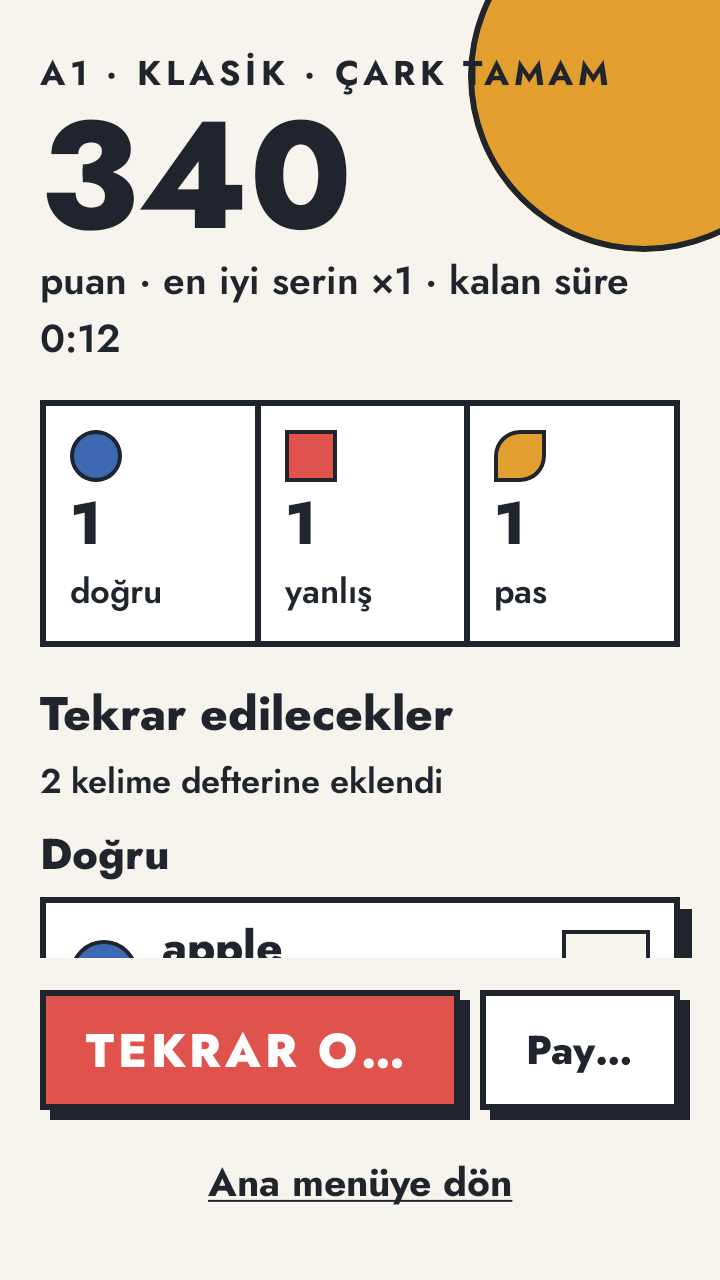 A1 · KLASİK · ÇARK TAMAM
340
puan · en iyi serin ×1 · kalan süre
0:12
1
doğru
1
yanlış
1
pas
Tekrar edilecekler
2 kelime defterine eklendi
Doğru
apple
TEKRAR O...
Pay...
Ana menüye dön